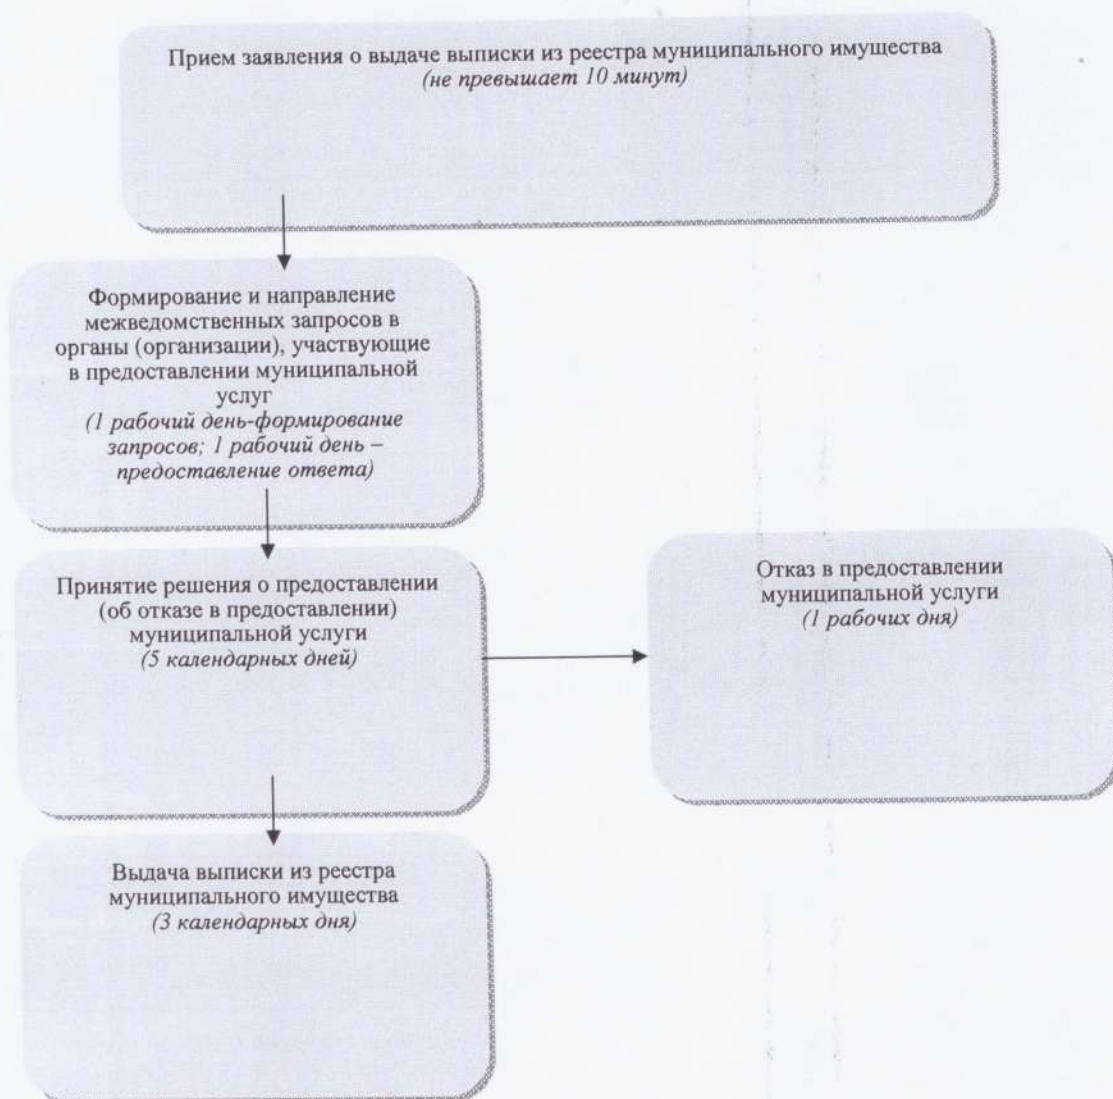 Прием заявления о выдаче выписки из реестра муниципального имущества
(не превышает 10 минут)
Формирование и направление
межведомственных запросов в
органы (организации), участвующие
в предоставлении муниципальной
услуг
(1 рабочий день-формирование
запросов; 1 рабочий день –
предоставление ответа)
Принятие решения о предоставлении
(об отказе в предоставлении)
муниципальной услуги
(5 календарных дней)
Отказ в предоставлении
муниципальной услуги
(1 рабочих дня)
Выдача выписки из реестра
муниципального имущества
(3 календарных дня)